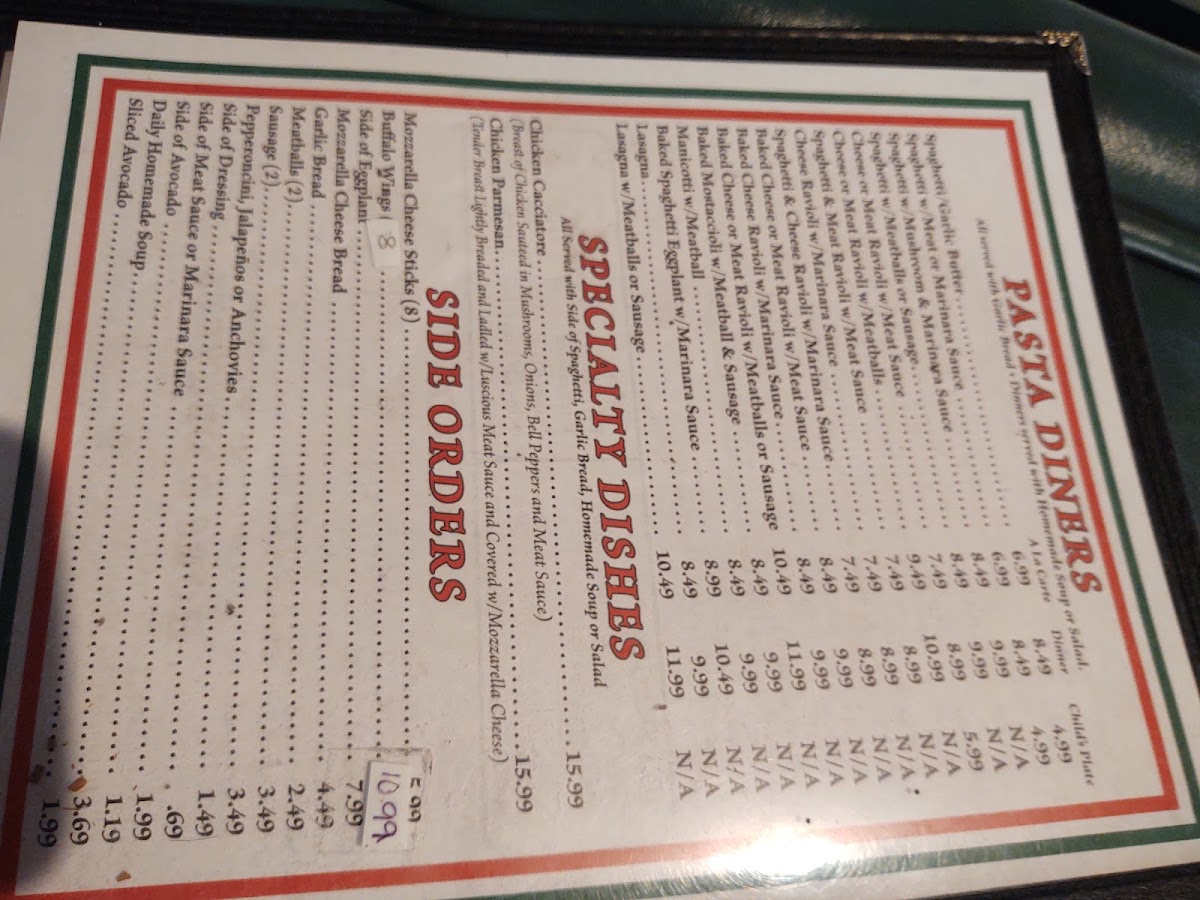 PASTA DINERS
All served with Garlic Bread - Dinners served with Homemade Soup or Salad.
A La Carte Dinner Child's Plate
Spaghetti/Garlic Butter 6.99 8.49 4.99
Spaghetti w/Meat or Marinara Sauce 6.99 8.49 4.99
Spaghetti w/Mushroom & Marinara Sauce 8.49 9.99 N/A
Spaghetti w/Meatballs or Sausage 8.49 9.99 N/A
Spaghetti w/Meatballs w/Meat Sauce
Cheese or Meat Ravioli w/Meatballs
Cheese or Meat Ravioli w/Meat Sauce 7.49 8.99 5.99
Spaghetti & Meat Ravioli w/Marinara Sauce 7.49 8.99 N/A
Cheese Ravioli w/Marinara Sauce 7.49 8.99 N/A
Spaghetti & Cheese Ravioli w/Marinara Sauce 8.49 9.99 N/A
Baked Cheese or Meat Ravioli w/Meat Sauce 8.49 9.99 N/A
Baked Cheese Ravioli w/Marinara Sauce
Baked Cheese or Meat Ravioli w/Meatballs or Sausage 10.49 11.99 N/A
Baked Mostaccioli w/Meatball & Sausage
Manicotti w/Meatball 8.49 9.99 N/A
Baked Spaghetti Eggplant w/Marinara Sauce 8.99 10.49 N/A
Lasagna 8.49 9.99 N/A
Lasagna w/Meatballs or Sausage 10.49 11.99 N/A
SPECIALTY DISHES
All Served with Side of Spaghetti, Garlic Bread, Homemade Soup or Salad
Chicken Cacciatore 15.99
(Breast of Chicken Sauteed in Mushrooms, Onions, Bell Peppers and Meat Sauce)
Chicken Parmesan 15.99
(Tender Breast Lightly Breaded and Ladled w/Luscious Meat Sauce and Covered w/Mozzarella Cheese)
SIDE ORDERS
Mozzarella Cheese Sticks (8) 5.99
Buffalo Wings 8 10.99
Side of Eggplant 7.99
Mozzarella Cheese Bread 4.49
Garlic Bread 2.49
Meatballs (2) 3.49
Sausage (2) 3.49
Pepperoncini, Jalapeños or Anchovies 1.49
Side of Dressing .69
Side of Meat Sauce or Marinara Sauce 1.99
Side of Avocado 1.19
Daily Homemade Soup 3.69
Sliced Avocado 1.99